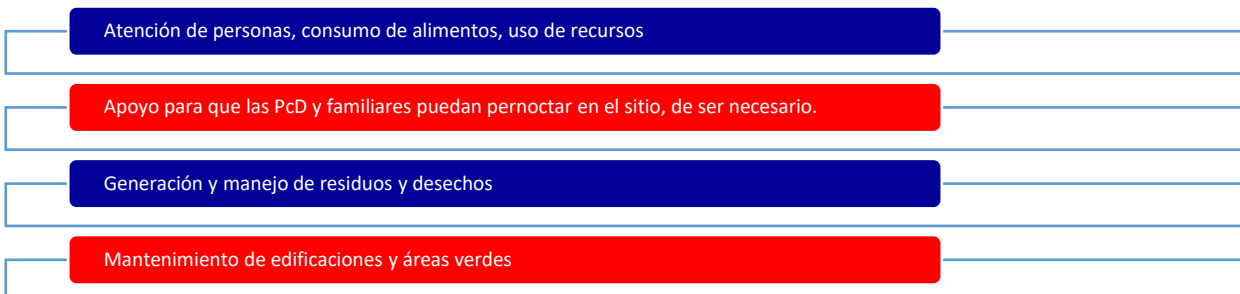 Atención de personas, consumo de alimentos, uso de recursos
Apoyo para que las PcD y familiares puedan pernoctar en el sitio, de ser necesario.
Generación y manejo de residuos y desechos
Mantenimiento de edificaciones y áreas verdes